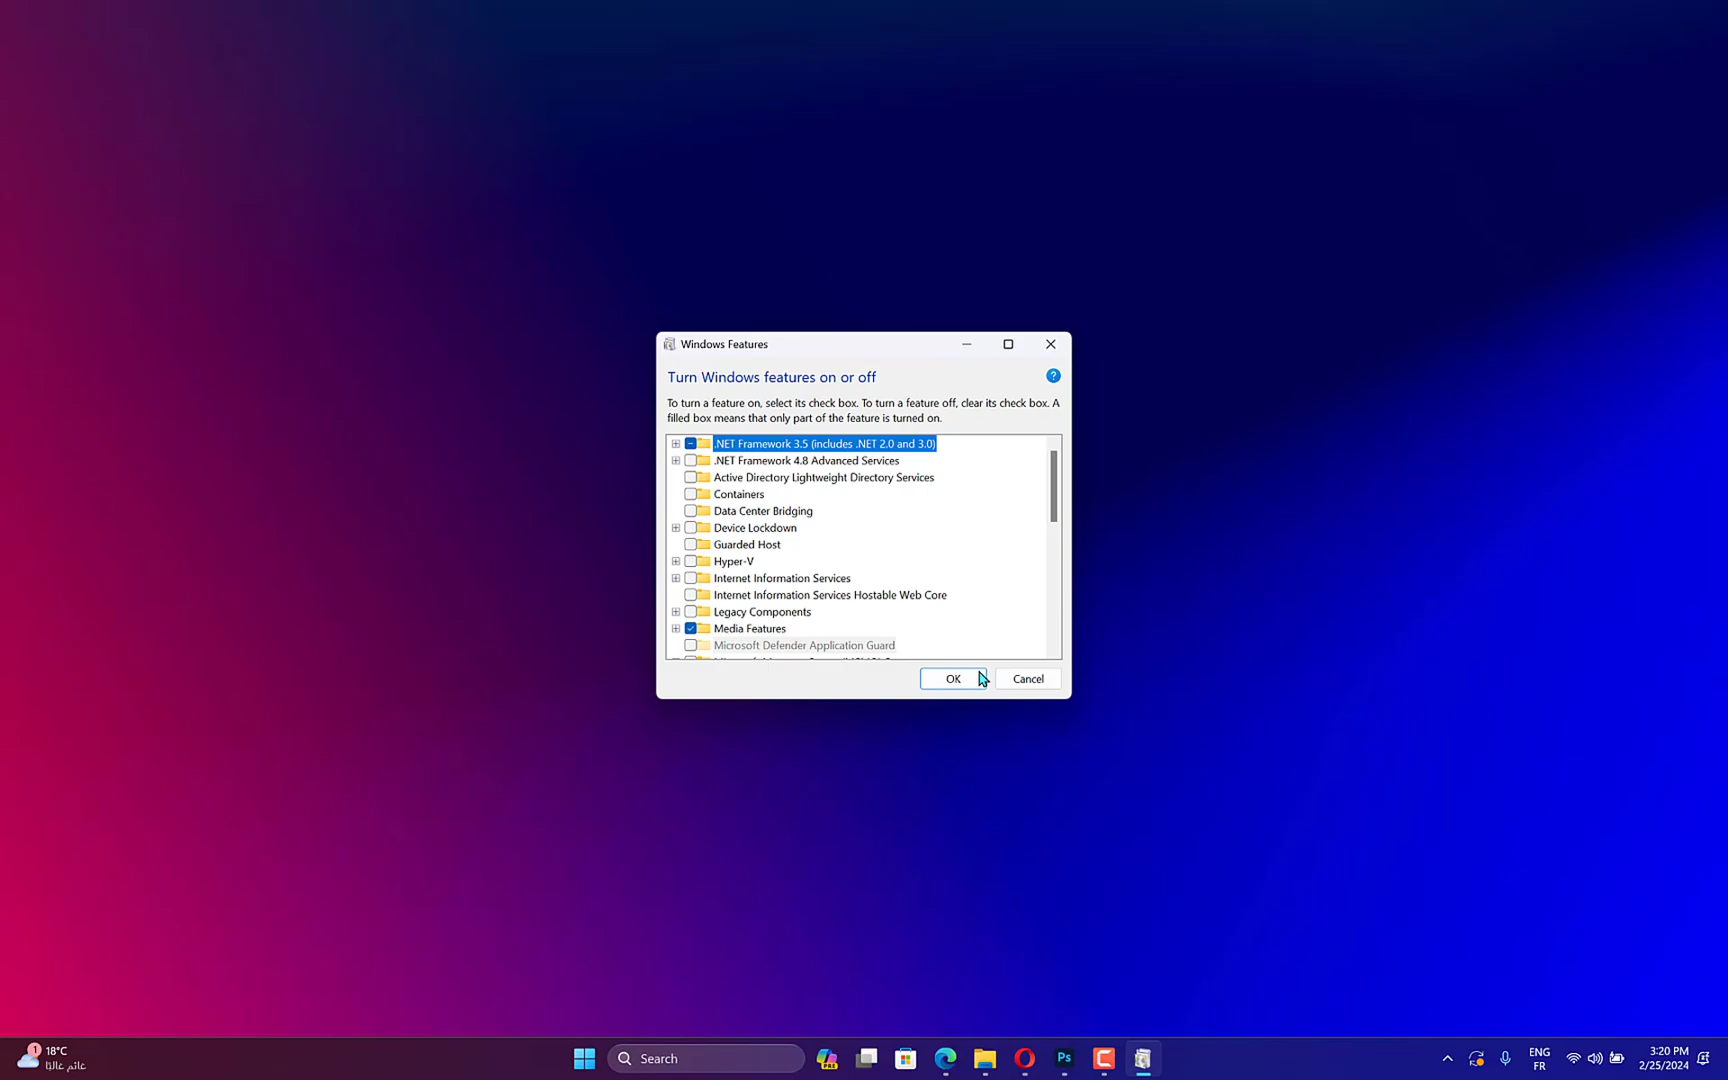 Windows Features
Turn Windows features on or off
To turn a feature on, select its check box. To turn a feature off, clear its check box. A
filled box means that only part of the feature is turned on.
.NET Framework 3.5 (includes .NET 2.0 and 3.0)
.NET Framework 4.8 Advanced Services
Active Directory Lightweight Directory Services
Containers
Data Center Bridging
Device Lockdown
Guarded Host
Hyper-V
Internet Information Services
Internet Information Services Hostable Web Core
Legacy Components
Media Features
Microsoft Defender Application Guard
OK
Cancel
1
18°C
غائم غالبًا
Search
PRE
Ps
ENG
FR
3:20 PM
2/25/2024